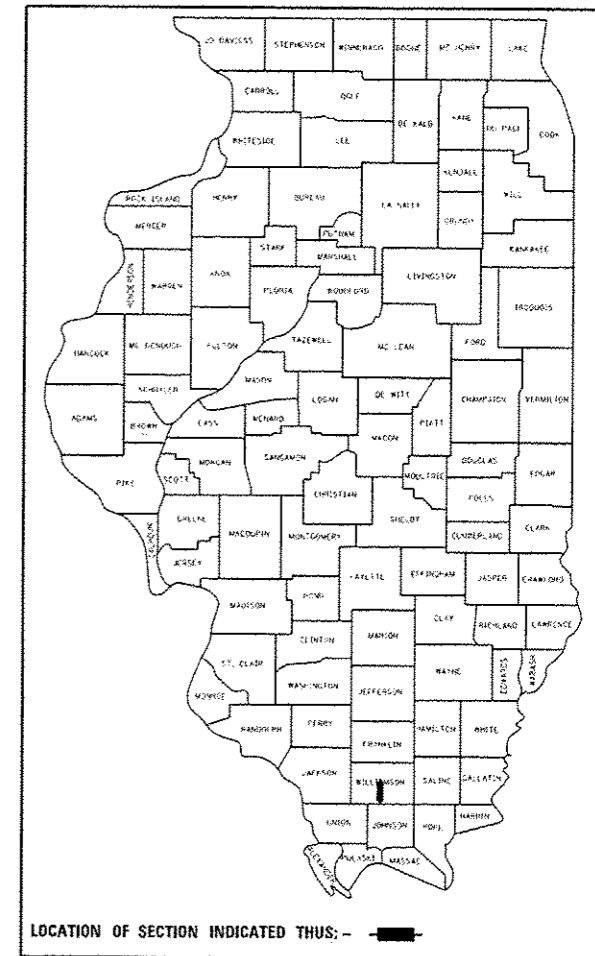 JO DAVIESS STEPHENSON WINNEBAGO BOONE MC HENRY LAKE
CARROLL OGLE DE KALB KANE DU PAGE COOK
WHITESIDE LEE KENDALL WILL
ROCK ISLAND HENRY BUREAU LA SALLE GRUNDY
MERCER PUTNAM KANKAKEE
STARK MARSHALL
HENDERSON WARREN KNOX PEORIA WOODFORD LIVINGSTON IROQUOIS
HANCOCK MC DONOUGH FULTON TAZEWELL MC LEAN FORD
SCHUYLER MASON LOGAN DE WITT CHAMPAIGN VERMILION
ADAMS BROWN CASS MENARD MACON PIATT
PIKE SCOTT MORGAN SANGAMON CHRISTIAN MOULTRIE DOUGLAS EDGAR
COLES
CALHOUN GREENE MACOUPIN MONTGOMERY SHELBY CUMBERLAND CLARK
JERSEY FAYETTE EFFINGHAM JASPER CRAWFORD
MADISON BOND CLAY RICHLAND LAWRENCE
CLINTON MARION
ST. CLAIR WASHINGTON JEFFERSON WAYNE EDWARDS WABASH
MONROE
RANDOLPH PERRY FRANKLIN HAMILTON WHITE
JACKSON WILLIAMSON SALINE GALLATIN
UNION JOHNSON POPE HARDIN
ALEXANDER PULASKI MASSAC
LOCATION OF SECTION INDICATED THUS: -